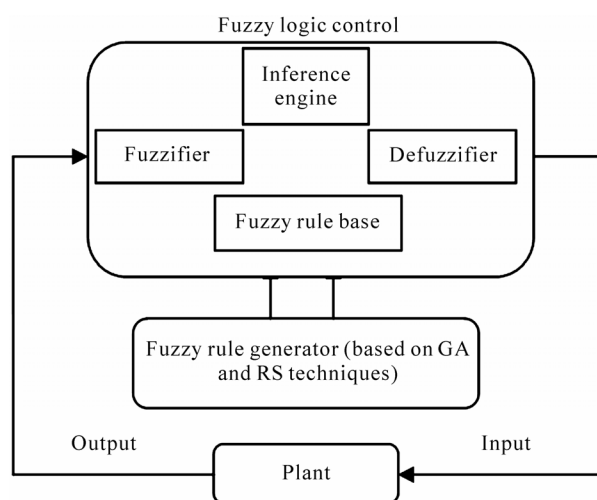 Fuzzy logic control
Inference
engine
Fuzzifier
Defuzzifier
Fuzzy rule base
Fuzzy rule generator (based on GA
and RS techniques)
Output
Input
Plant